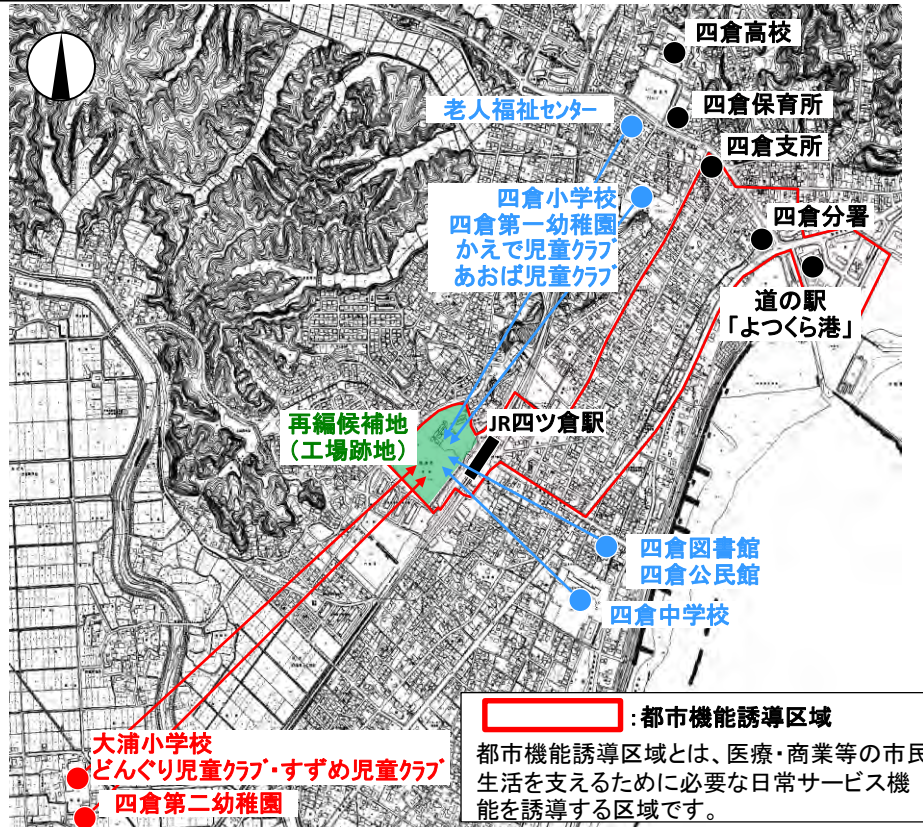 四倉高校
四倉保育所
老人福祉センター
四倉支所
四倉小学校
四倉第一幼稚園
かえで児童クラブ
あおば児童クラブ
四倉分署
道の駅
「よつくら港」
再編候補地
（工場跡地）
JR四ツ倉駅
四倉図書館
四倉公民館
四倉中学校
大浦小学校
どんぐり児童クラブ・すずめ児童クラブ
四倉第二幼稚園
：都市機能誘導区域
都市機能誘導区域とは、医療・商業等の市民
生活を支えるために必要な日常サービス機
能を誘導する区域です。